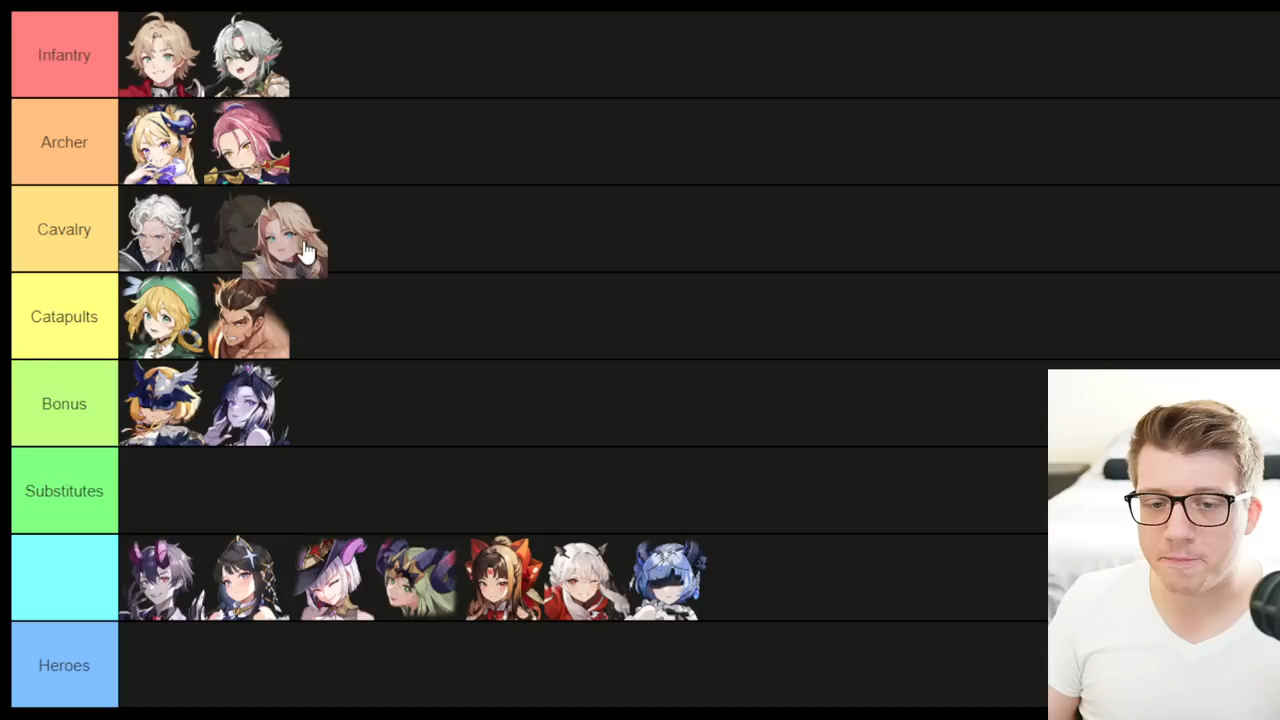 Infantry
Archer
Cavalry
Catapults
Bonus
Substitutes
Heroes